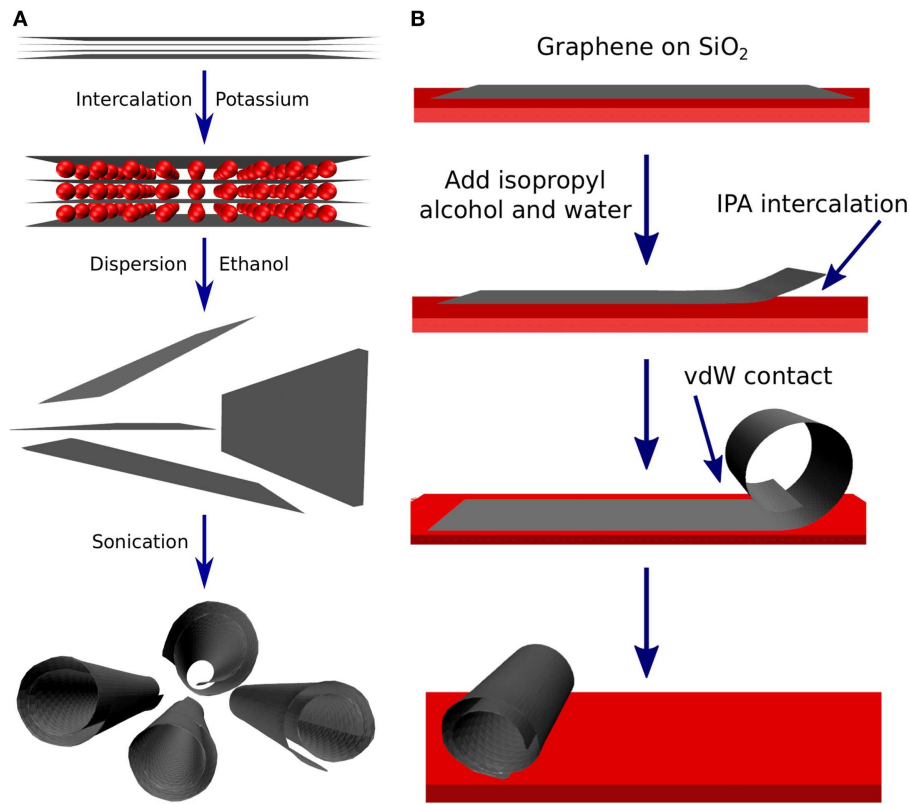 A
Intercalation Potassium
Dispersion Ethanol
Sonication
B
Graphene on SiO₂
Add isopropyl
alcohol and water
IPA intercalation
vdW contact